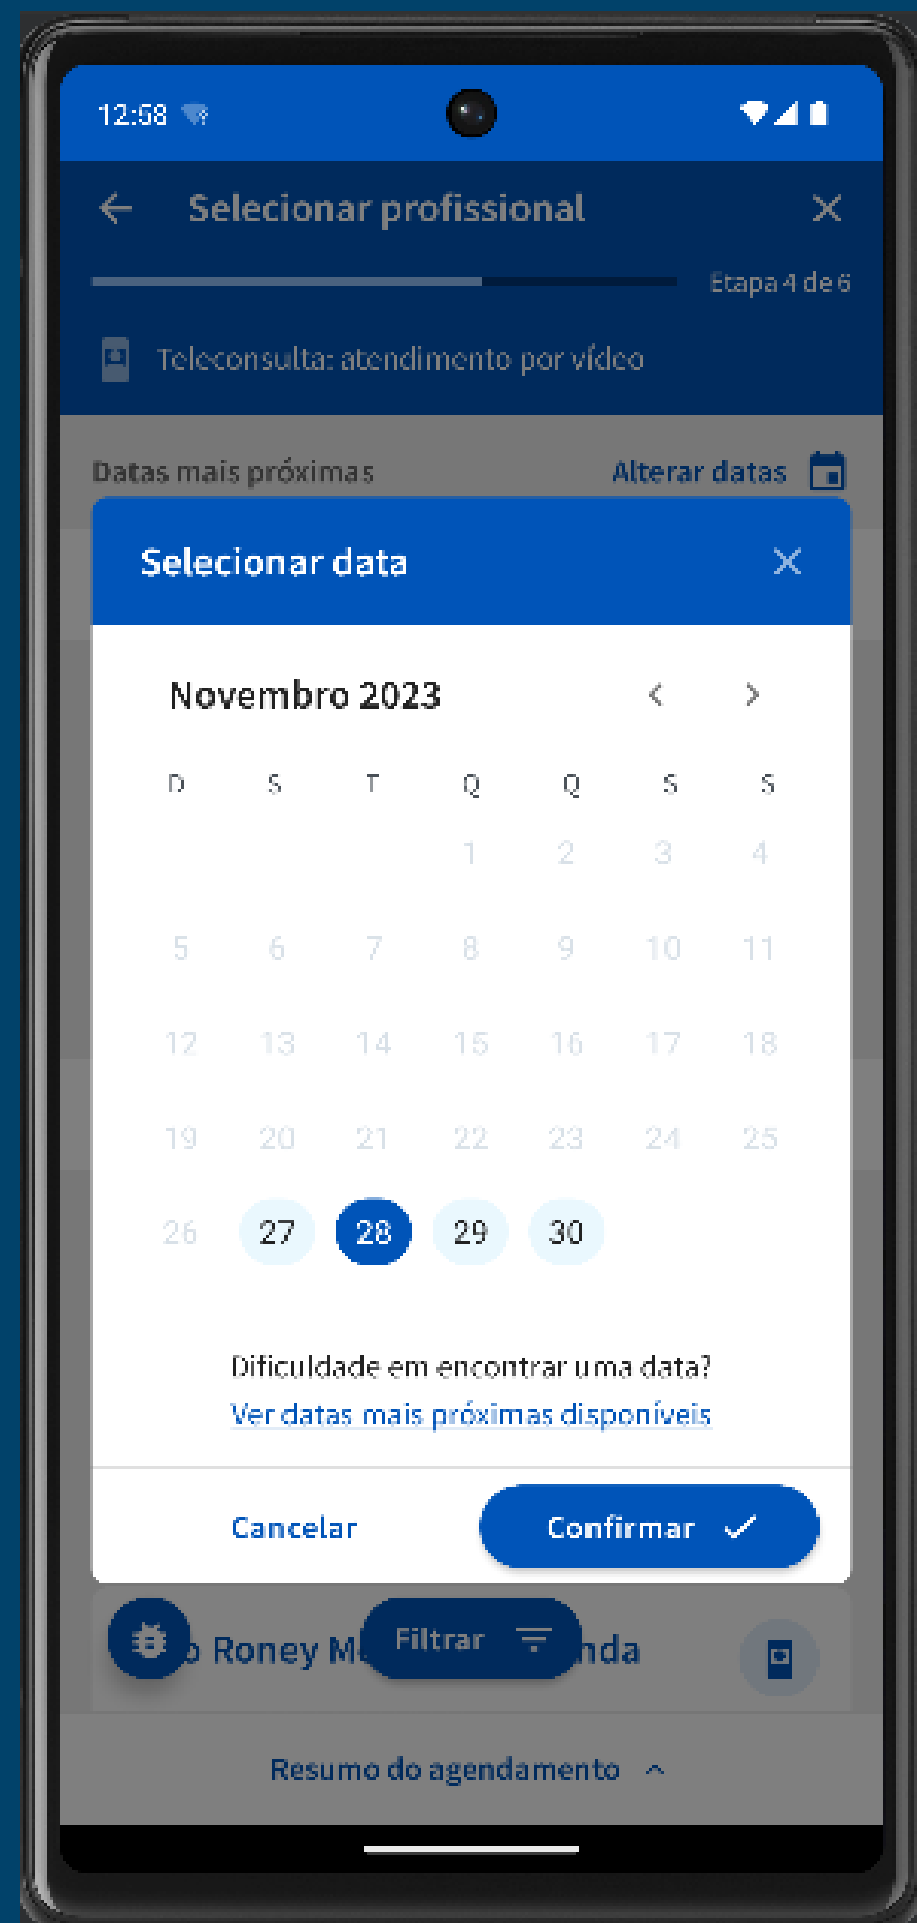 12:58
Selecionar profissional
Etapa 4 de 6
Teleconsulta: atendimento por vídeo
Datas mais próximas
Alterar datas
Selecionar data
Novembro 2023
D S T Q Q S S
1 2 3 4
5 6 7 8 9 10 11
12 13 14 15 16 17 18
19 20 21 22 23 24 25
26 27 28 29 30
Dificuldade em encontrar uma data?
Ver datas mais próximas disponíveis
Cancelar
Confirmar
Roney
Filtrar
Resumo do agendamento